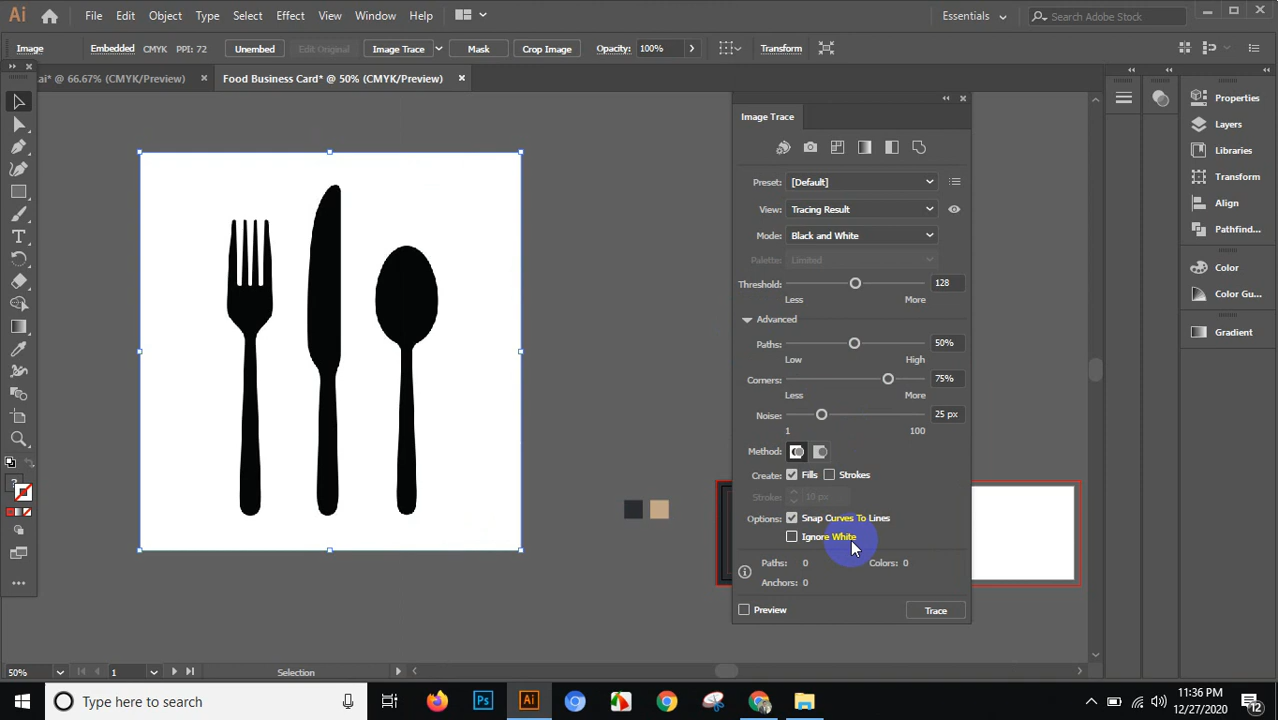 Ai File Edit Object Type Select Effect View Window Help Essentials Search Adobe Stock
Image Embedded CMYK PPI: 72 Unembed Edit Original Image Trace Mask Crop Image Opacity: 100% Transform
ai* @ 66.67% (CMYK/Preview) × Food Business Card* @ 50% (CMYK/Preview) ×
Image Trace
Preset: [Default]
View: Tracing Result
Mode: Black and White
Palette: Limited
Threshold: 128
Less More
Advanced
Paths: 50%
Low High
Corners: 75%
Less More
Noise: 25 px
1 100
Method:
Create: Fills Strokes
Stroke: 10 px
Options: Snap Curves To Lines
Ignore White
Paths: 0 Colors: 0
Anchors: 0
Preview Trace
Properties
Layers
Libraries
Transform
Align
Pathfind...
Color
Color Gu...
Gradient
T
?
50% 1 Selection
Type here to search
Ps Ai
11:36 PM
12/27/2020
12